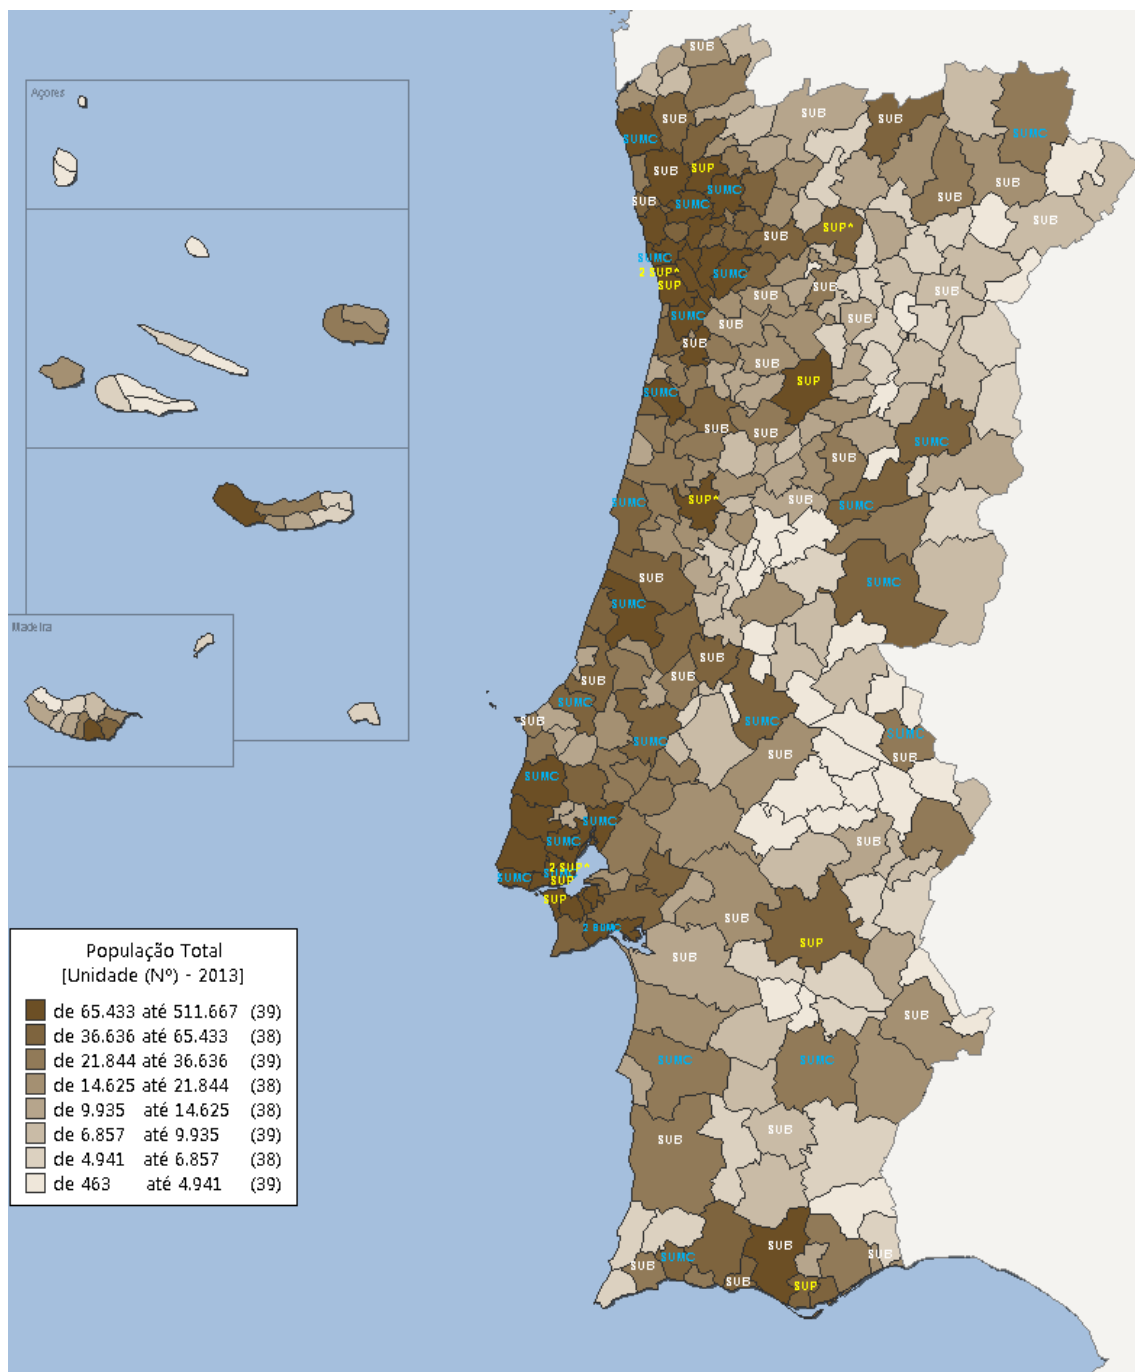 SUB
Açores
SUB
SUB
SUB
SUMC
SUMC
SUB
SUP
SUMC
SUB
SUB
SUB
SUMC
SUB
SUB
SUP^
SUB
SUMC
2 SUP^
SUMC
SUP
SUB
SUB
SUB
SUMC
SUB
SUB
SUB
SUB
SUP
SUMC
SUB
SUB
SUMC
SUB
SUP^
SUB
SUMC
SUMC
SUB
SUMC
SUMC
Madeira
SUB
SUB
SUB
SUMC
SUB
SUMC
SUMC
SUMC
SUB
SUB
SUMC
SUMC
SUMC
SUB
2 SUP^
SUMC
SUP
SUP
SUB
2 SUMC
SUP
SUB
População Total
[Unidade (Nº) - 2013]
de 65.433 até 511.667 (39)
de 36.636 até 65.433 (38)
de 21.844 até 36.636 (39)
de 14.625 até 21.844 (38)
de 9.935 até 14.625 (38)
de 6.857 até 9.935 (39)
de 4.941 até 6.857 (38)
de 463 até 4.941 (39)
SUB
SUMC
SUMC
SUB
SUB
SUB
SUMC
SUB
SUB
SUB
SUP